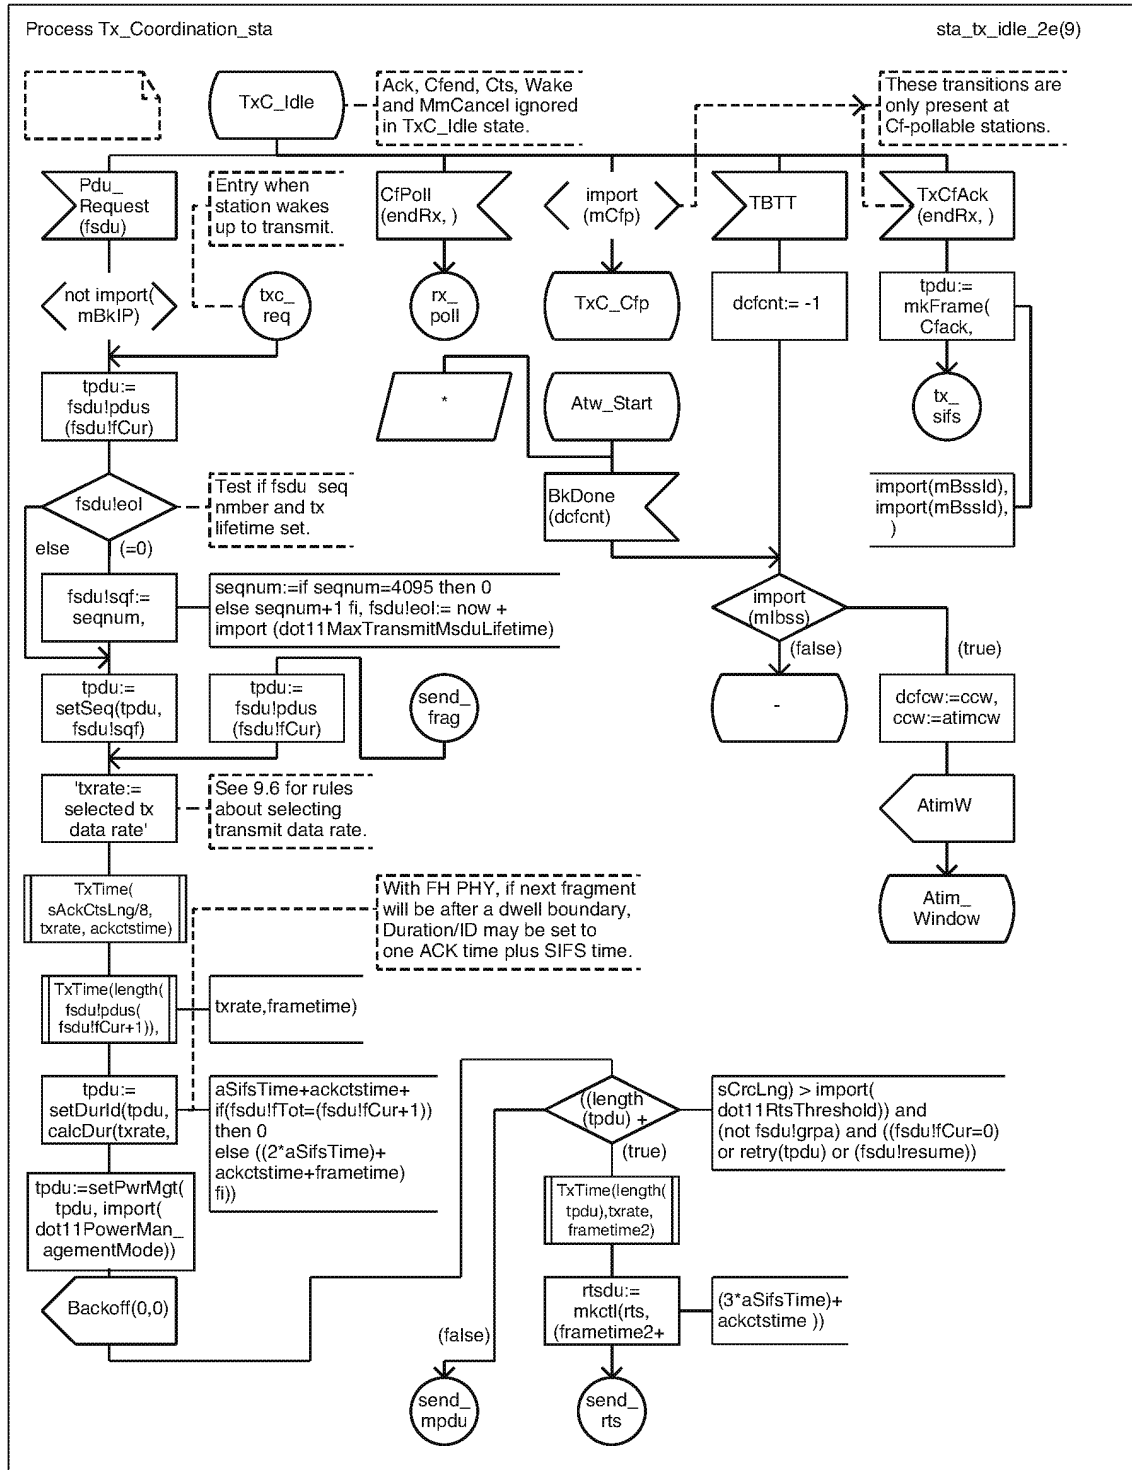 Process Tx_Coordination_sta
sta_tx_idle_2e(9)
TxC_Idle
Ack, Cfend, Cts, Wake
and MmCancel ignored
in TxC_Idle state.
These transitions are
only present at
Cf-pollable stations.
Pdu_
Request
(fsdu)
Entry when
station wakes
up to transmit.
CfPoll
(endRx, )
import
(mCfp)
TBTT
TxCfAck
(endRx, )
not import(
mBkIP)
txc_
req
rx_
poll
TxC_Cfp
dcfcnt:= -1
tpdu:=
mkFrame(
Cfack,
tpdu:=
fsdu!pdus
(fsdu!fCur)
*
Atw_Start
tx_
sifs
fsdu!eol
Test if fsdu seq
nmber and tx
lifetime set.
BkDone
(dcfcnt)
import(mBssId),
import(mBssId),
)
else
(=0)
fsdu!sqf:=
seqnum,
seqnum:=if seqnum=4095 then 0
else seqnum+1 fi, fsdu!eol:= now +
import (dot11MaxTransmitMsduLifetime)
import
(mIbss)
(false)
(true)
tpdu:=
setSeq(tpdu,
fsdu!sqf)
tpdu:=
fsdu!pdus
(fsdu!fCur)
send_
frag
-
dcfcw:=ccw,
ccw:=atimcw
'txrate:=
selected tx
data rate'
See 9.6 for rules
about selecting
transmit data rate.
AtimW
TxTime(
sAckCtsLng/8,
txrate, ackctstime)
With FH PHY, if next fragment
will be after a dwell boundary,
Duration/ID may be set to
one ACK time plus SIFS time.
Atim_
Window
TxTime(length(
fsdu!pdus(
fsdu!fCur+1)),
txrate,frametime)
tpdu:=
setDurId(tpdu,
calcDur(txrate,
aSifsTime+ackctstime+
if(fsdu!fTot=(fsdu!fCur+1))
then 0
else ((2*aSifsTime)+
ackctstime+frametime)
fi))
((length
(tpdu) +
sCrcLng) > import(
dot11RtsThreshold)) and
(not fsdu!grpa) and ((fsdu!fCur=0)
or retry(tpdu) or (fsdu!resume))
(true)
tpdu:=setPwrMgt(
tpdu, import(
dot11PowerMan_
agementMode))
TxTime(length(
tpdu),txrate,
frametime2)
Backoff(0,0)
rtsdu:=
mkctl(rts,
(frametime2+
(3*aSifsTime)+
ackctstime ))
(false)
send_
mpdu
send_
rts